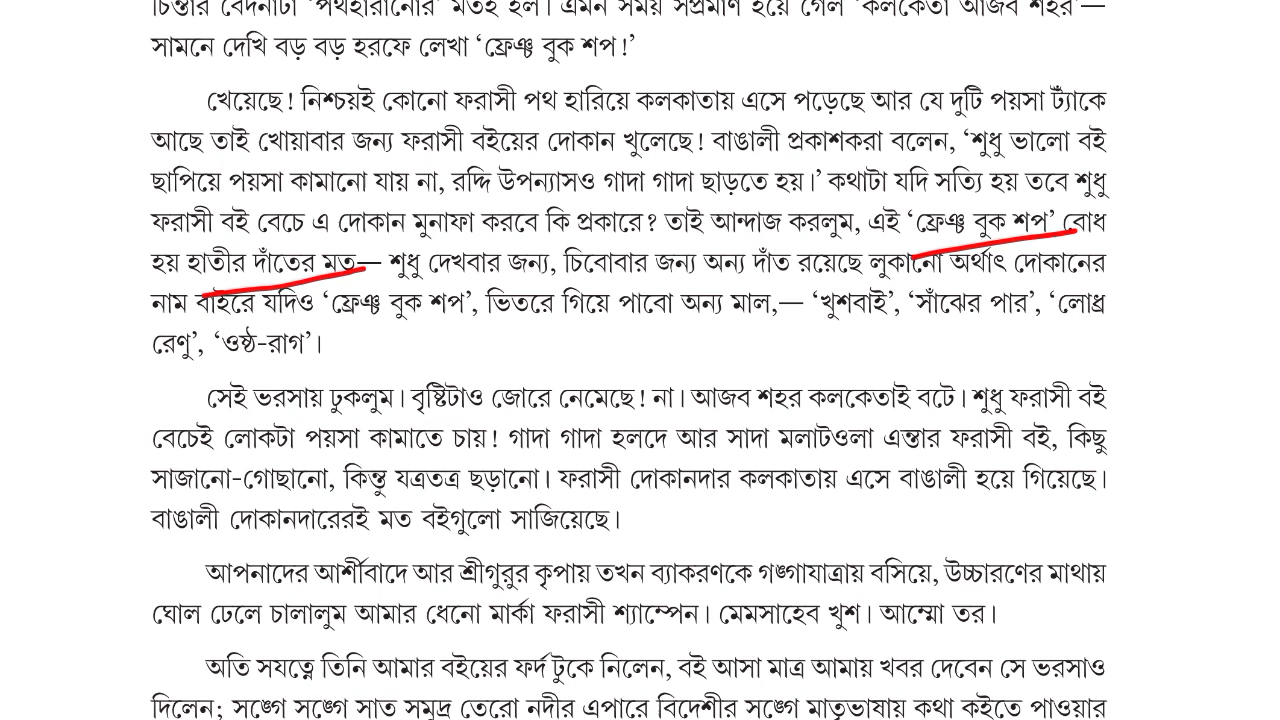 চিন্তার বেদনাটা ‘পথহারানোর’ মতই হল। এমন সময় সপ্রমাণ হয়ে গেল ‘কলকেতা আজব শহর’—
সামনে দেখি বড় বড় হরফে লেখা ‘ফ্রেঞ্চ বুক শপ!’
খেয়েছে! নিশ্চয়ই কোনো ফরাসী পথ হারিয়ে কলকাতায় এসে পড়েছে আর যে দুটি পয়সা ট্যাঁকে
আছে তাই খোয়াবার জন্য ফরাসী বইয়ের দোকান খুলেছে! বাঙালী প্রকাশকরা বলেন, ‘শুধু ভালো বই
ছাপিয়ে পয়সা কামানো যায় না, রদ্দি উপন্যাসও গাদা গাদা ছাড়তে হয়।’ কথাটা যদি সত্যি হয় তবে শুধু
ফরাসী বই বেচে এ দোকান মুনাফা করবে কি প্রকারে? তাই আন্দাজ করলুম, এই ‘ফ্রেঞ্চ বুক শপ’ বোধ
হয় হাতীর দাঁতের মত— শুধু দেখবার জন্য, চিবোবার জন্য অন্য দাঁত রয়েছে লুকানো অর্থাৎ দোকানের
নাম বাইরে যদিও ‘ফ্রেঞ্চ বুক শপ’, ভিতরে গিয়ে পাবো অন্য মাল,— ‘খুশবাই’, ‘সাঁঝের পার’, ‘লোধ্র
রেণু’, ‘ওষ্ঠ-রাগ’।
সেই ভরসায় ঢুকলুম। বৃষ্টিটাও জোরে নেমেছে! না। আজব শহর কলকেতাই বটে। শুধু ফরাসী বই
বেচেই লোকটা পয়সা কামাতে চায়! গাদা গাদা হলদে আর সাদা মলাটওলা এন্তার ফরাসী বই, কিছু
সাজানো-গোছানো, কিন্তু যত্রতত্র ছড়ানো। ফরাসী দোকানদার কলকাতায় এসে বাঙালী হয়ে গিয়েছে।
বাঙালী দোকানদারেরই মত বইগুলো সাজিয়েছে।
আপনাদের আর্শীবাদে আর শ্রীগুরুর কৃপায় তখন ব্যাকরণকে গঙ্গাযাত্রায় বসিয়ে, উচ্চারণের মাথায়
ঘোল ঢেলে চালালুম আমার ধেনো মার্কা ফরাসী শ্যাম্পেন। মেমসাহেব খুশ। আম্মো তর।
অতি সযত্নে তিনি আমার বইয়ের ফর্দ টুকে নিলেন, বই আসা মাত্র আমায় খবর দেবেন সে ভরসাও
দিলেন; সঙ্গে সঙ্গে সাত সমুদ্র তেরো নদীর এপারে বিদেশীর সঙ্গে মাতৃভাষায় কথা কইতে পাওয়ার